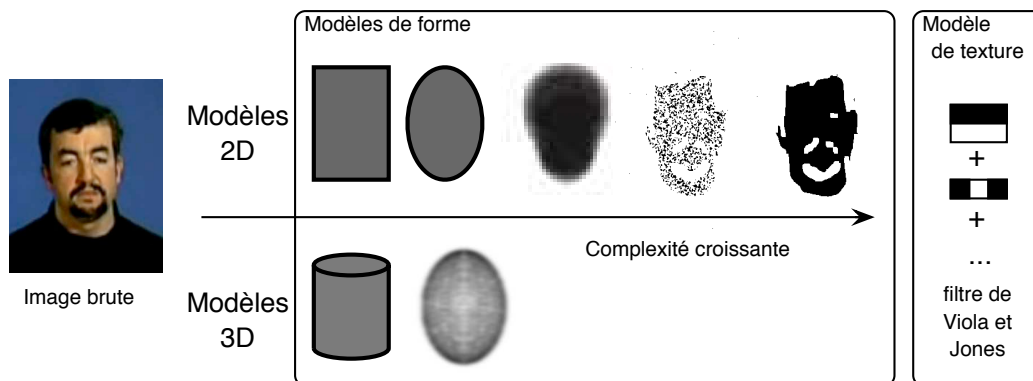 Modèles de forme
Modèle
de texture
Modèles
2D
+
+
...
Complexité croissante
Image brute
Modèles
3D
filtre de
Viola et
Jones